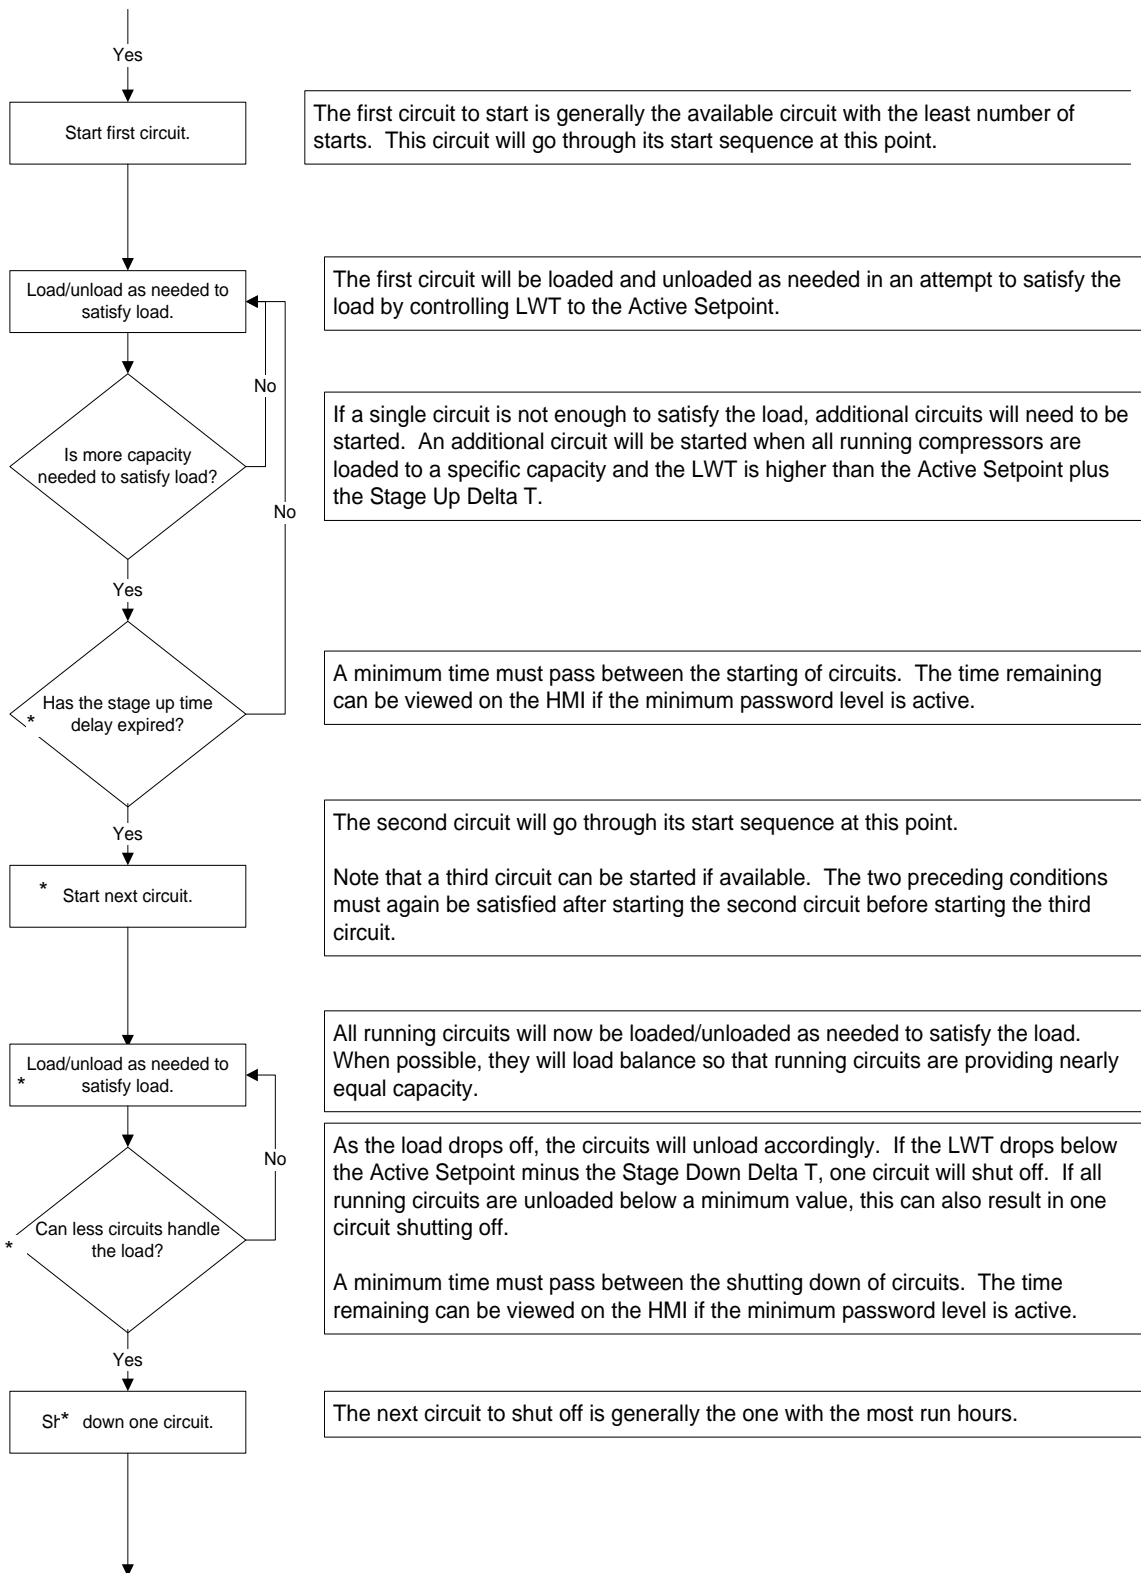 Yes
Start first circuit.
The first circuit to start is generally the available circuit with the least number of
starts.  This circuit will go through its start sequence at this point.
Load/unload as needed to
satisfy load.
The first circuit will be loaded and unloaded as needed in an attempt to satisfy the
load by controlling LWT to the Active Setpoint.
No
Is more capacity
needed to satisfy load?
If a single circuit is not enough to satisfy the load, additional circuits will need to be
started.  An additional circuit will be started when all running compressors are
loaded to a specific capacity and the LWT is higher than the Active Setpoint plus
the Stage Up Delta T.
No
Yes
Has the stage up time
* delay expired?
A minimum time must pass between the starting of circuits.  The time remaining
can be viewed on the HMI if the minimum password level is active.
Yes
* Start next circuit.
The second circuit will go through its start sequence at this point.
Note that a third circuit can be started if available.  The two preceding conditions
must again be satisfied after starting the second circuit before starting the third
circuit.
Load/unload as needed to
* satisfy load.
All running circuits will now be loaded/unloaded as needed to satisfy the load.
When possible, they will load balance so that running circuits are providing nearly
equal capacity.
No
Can less circuits handle
* the load?
As the load drops off, the circuits will unload accordingly.  If the LWT drops below
the Active Setpoint minus the Stage Down Delta T, one circuit will shut off.  If all
running circuits are unloaded below a minimum value, this can also result in one
circuit shutting off.
A minimum time must pass between the shutting down of circuits.  The time
remaining can be viewed on the HMI if the minimum password level is active.
Yes
* down one circuit.
The next circuit to shut off is generally the one with the most run hours.